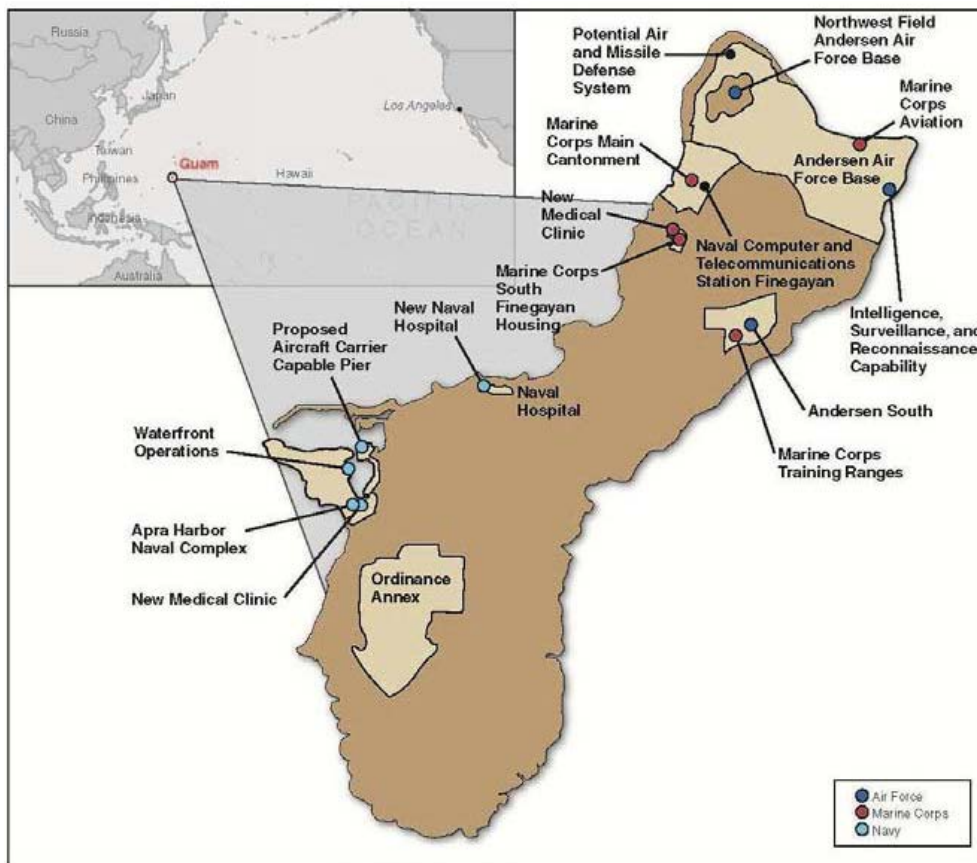 Russia
China
Japan
Taiwan
Philippines
Indonesia
Australia
Guam
Hawaii
Los Angeles
PACIFIC
OCEAN
Potential Air
and Missile
Defense
System
Northwest Field
Andersen Air
Force Base
Marine
Corps
Aviation
Marine
Corps Main
Cantonment
Andersen Air
Force Base
New
Medical
Clinic
Naval Computer and
Telecommunications
Station Finegayan
Marine Corps
South
Finegayan
Housing
Intelligence,
Surveillance, and
Reconnaissance
Capability
New Naval
Hospital
Proposed
Aircraft Carrier
Capable Pier
Naval
Hospital
Andersen South
Marine Corps
Training Ranges
Waterfront
Operations
Apra Harbor
Naval Complex
New Medical Clinic
Ordinance
Annex
Air Force
Marine Corps
Navy